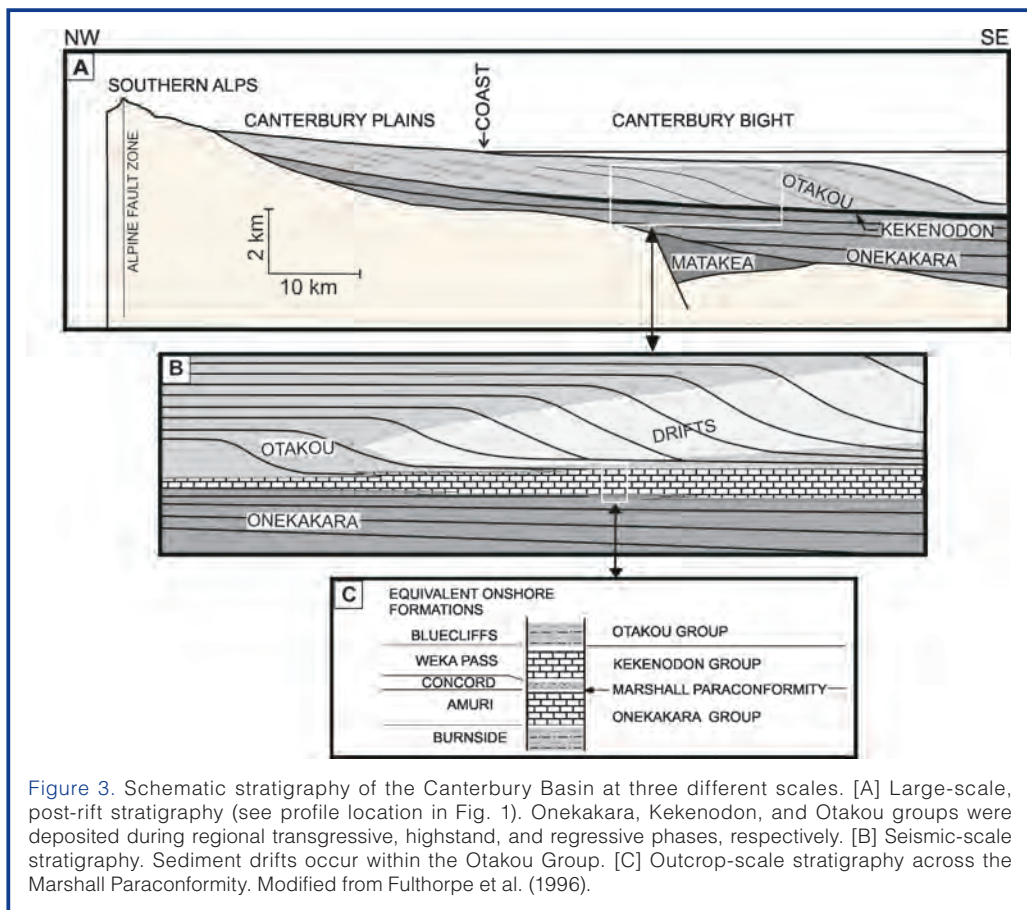 NW
SE
A
SOUTHERN ALPS
CANTERBURY PLAINS
COAST
CANTERBURY BIGHT
ALPINE FAULT ZONE
2 km
10 km
OTAKOU
KEKENODON
MATAKEA
ONEKAKARA
B
OTAKOU
DRIFTS
ONEKAKARA
C
EQUIVALENT ONSHORE
FORMATIONS
BLUECLIFFS
OTAKOU GROUP
WEKA PASS
KEKENODON GROUP
CONCORD
MARSHALL PARACONFORMITY
AMURI
ONEKAKARA GROUP
BURNSIDE
Figure 3. Schematic stratigraphy of the Canterbury Basin at three different scales. [A] Large-scale,
post-rift stratigraphy (see profile location in Fig. 1). Onekakara, Kekenodon, and Otakou groups were
deposited during regional transgressive, highstand, and regressive phases, respectively. [B] Seismic-scale
stratigraphy. Sediment drifts occur within the Otakou Group. [C] Outcrop-scale stratigraphy across the
Marshall Paraconformity. Modified from Fulthorpe et al. (1996).